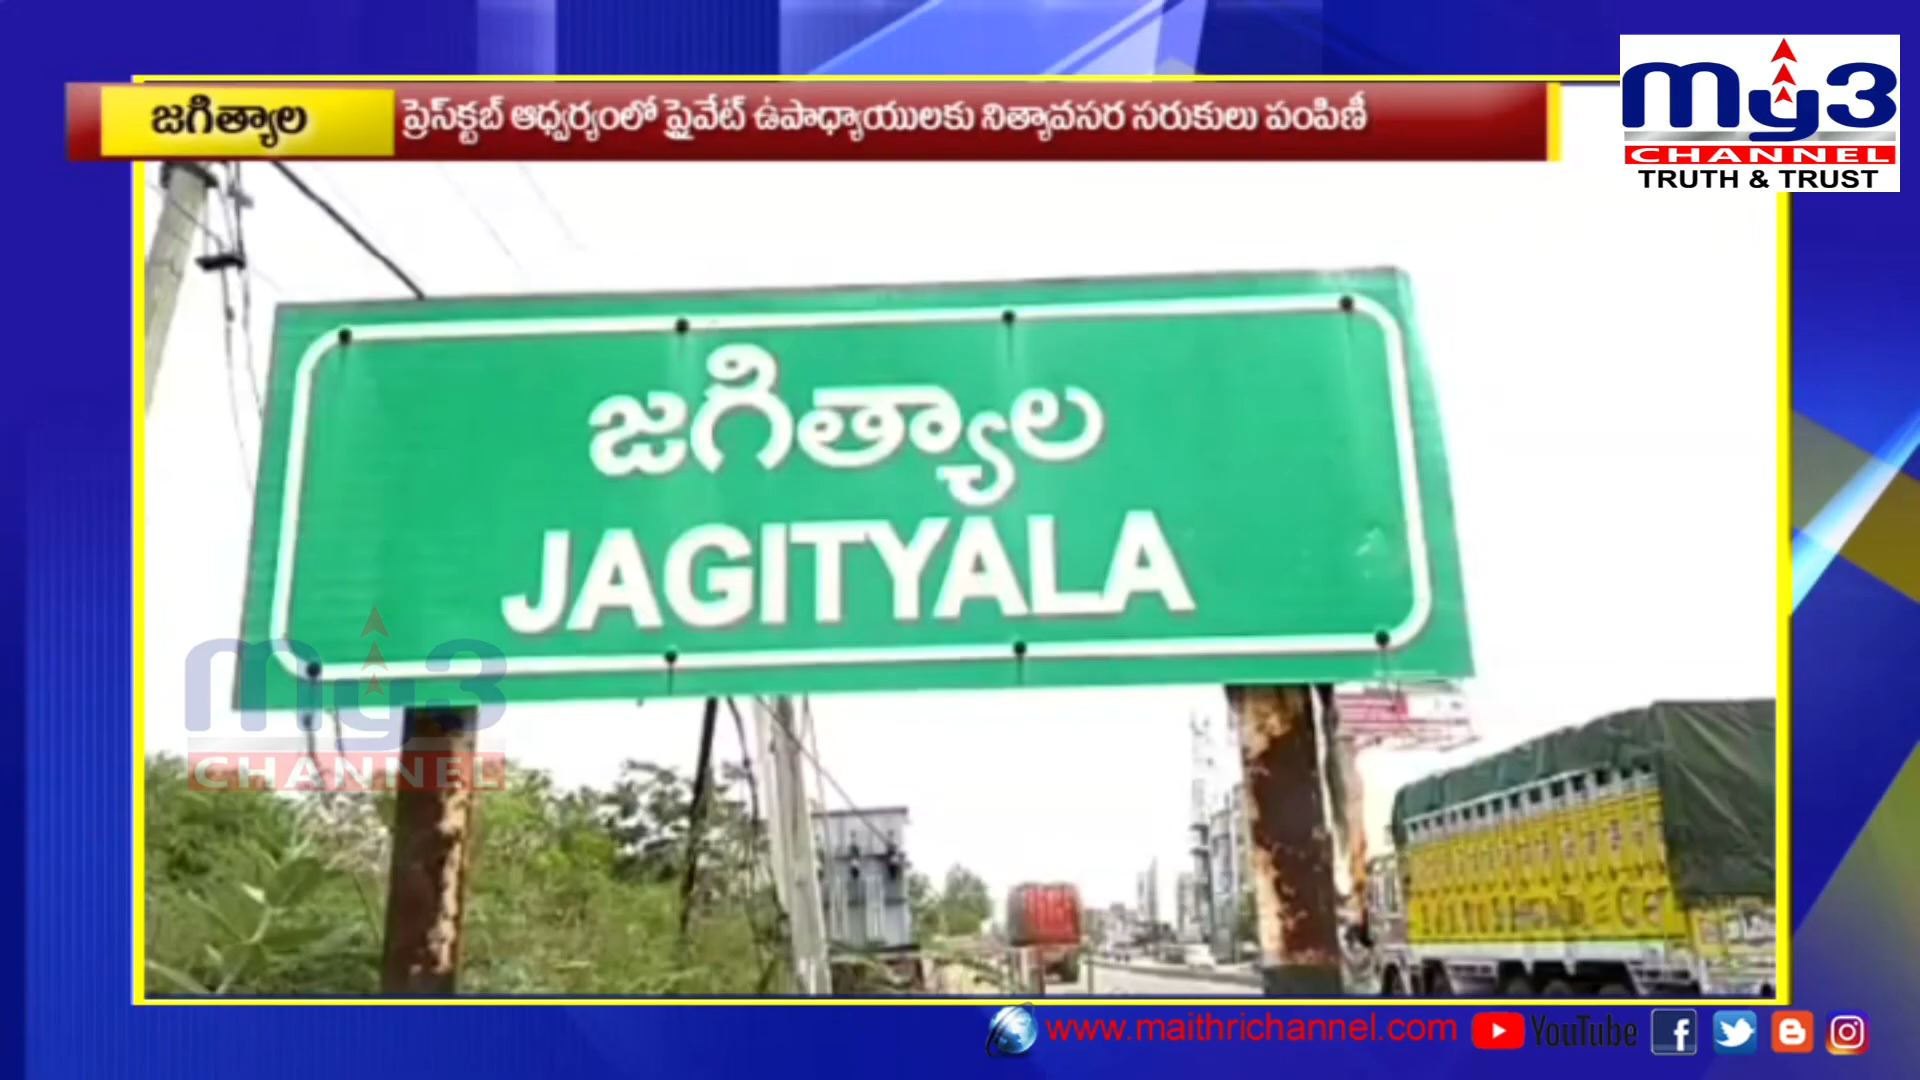 జగిత్యాల
ప్రెస్‌క్లబ్ ఆధ్వర్యంలో ప్రైవేట్ ఉపాధ్యాయులకు నిత్యావసర సరుకులు పంపిణీ
my3
CHANNEL
TRUTH & TRUST
జగిత్యాల
JAGITYALA
my3
CHANNEL
www.maithrichannel.com
YouTube